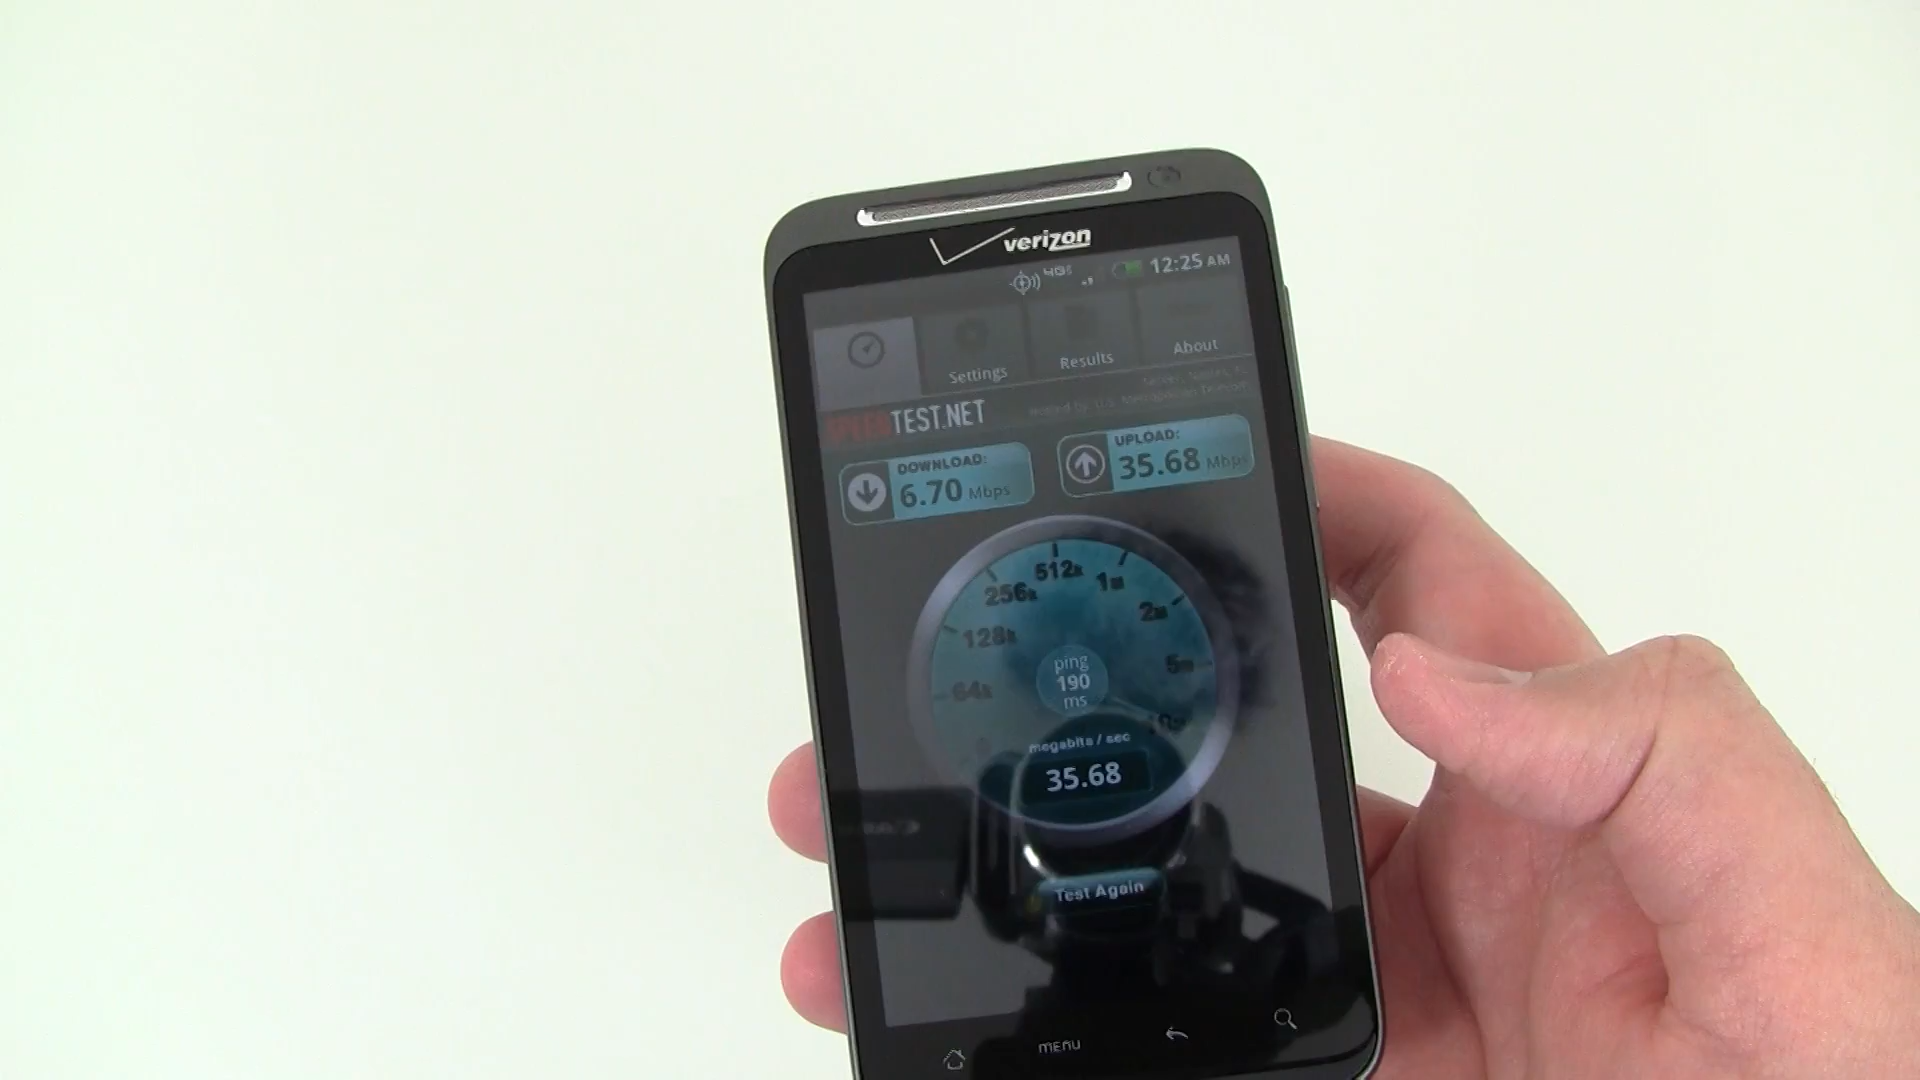 verizon
4G
12:25 AM
Settings
Results
About
SPEEDTEST.NET
DOWNLOAD:
6.70 Mbps
UPLOAD:
35.68 Mbps
512k
256k
1M
2M
128k
5M
64k
ping
190
ms
megabits / sec
35.68
Test Again
MENU